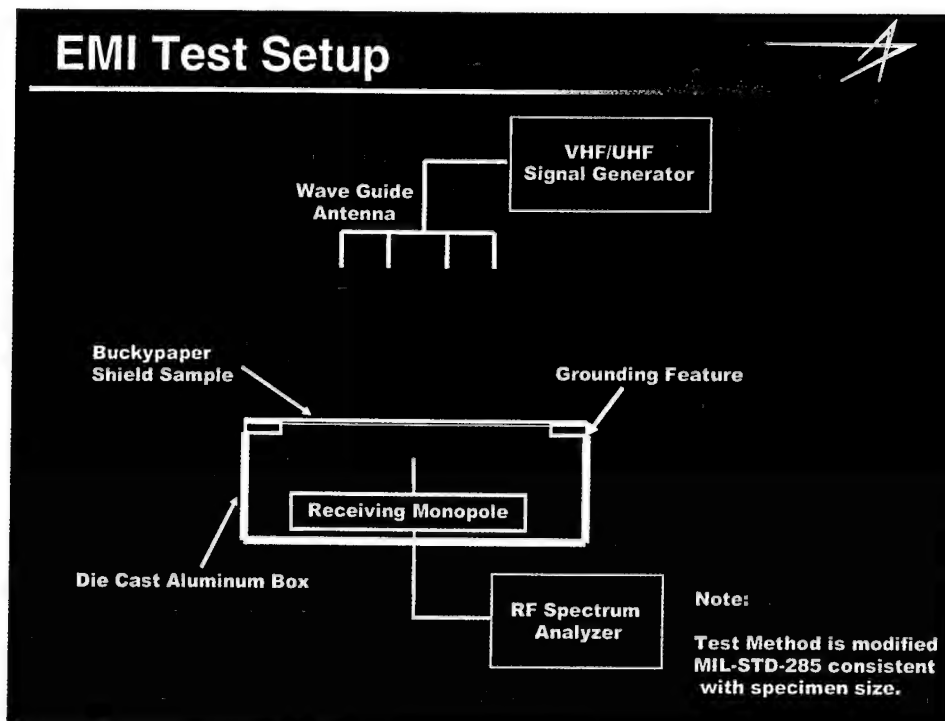 EMI Test Setup
VHF/UHF
Signal Generator
Wave Guide
Antenna
Buckypaper
Shield Sample
Grounding Feature
Receiving Monopole
Die Cast Aluminum Box
RF Spectrum
Analyzer
Note:
Test Method is modified
MIL-STD-285 consistent
with specimen size.